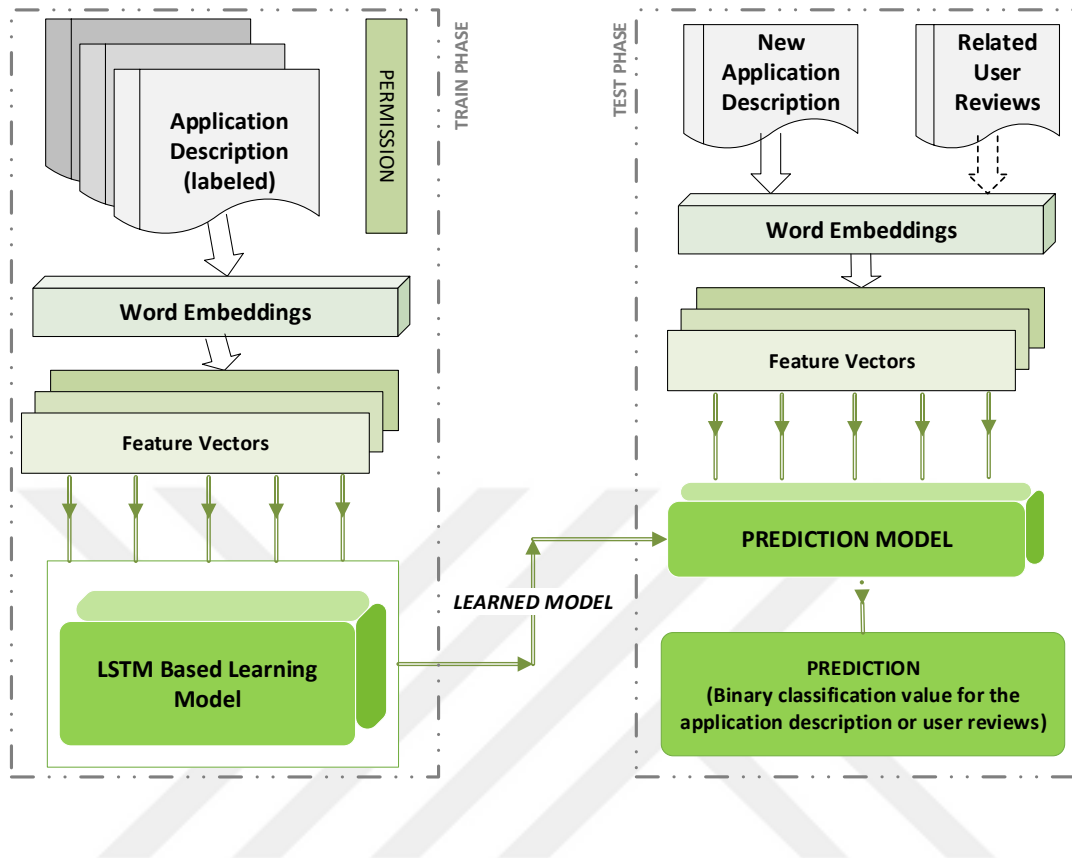 Application
Description
(labeled)
PERMISSION
TRAIN PHASE
Word Embeddings
Feature Vectors
LSTM Based Learning
Model
LEARNED MODEL
TEST PHASE
New
Application
Description
Related
User
Reviews
Word Embeddings
Feature Vectors
PREDICTION MODEL
PREDICTION
(Binary classification value for the
application description or user reviews)